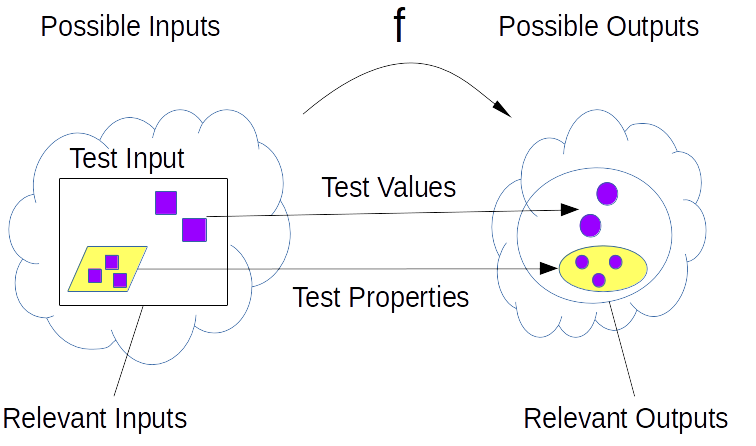 Possible Inputs
f
Possible Outputs
Test Input
Test Values
Test Properties
Relevant Inputs
Relevant Outputs